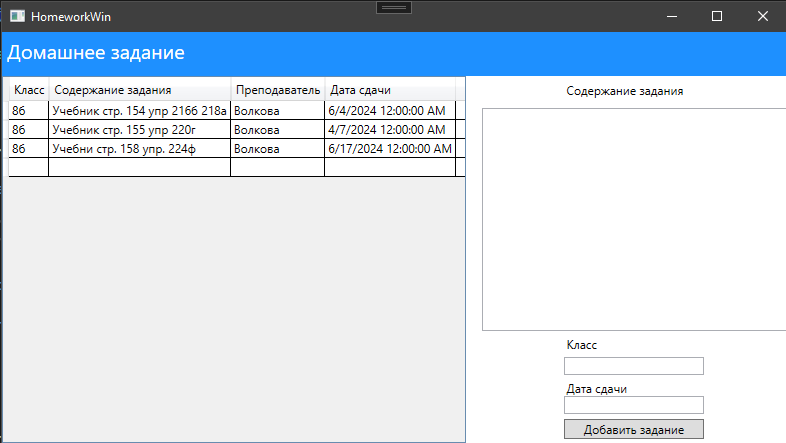 HomeworkWin
Домашнее задание
Класс Содержание задания Преподаватель Дата сдачи
8б Учебник стр. 154 упр 216б 218а Волкова 6/4/2024 12:00:00 AM
8б Учебник стр. 155 упр 220г Волкова 4/7/2024 12:00:00 AM
8б Учебни стр. 158 упр. 224ф Волкова 6/17/2024 12:00:00 AM
Содержание задания
Класс
Дата сдачи
Добавить задание